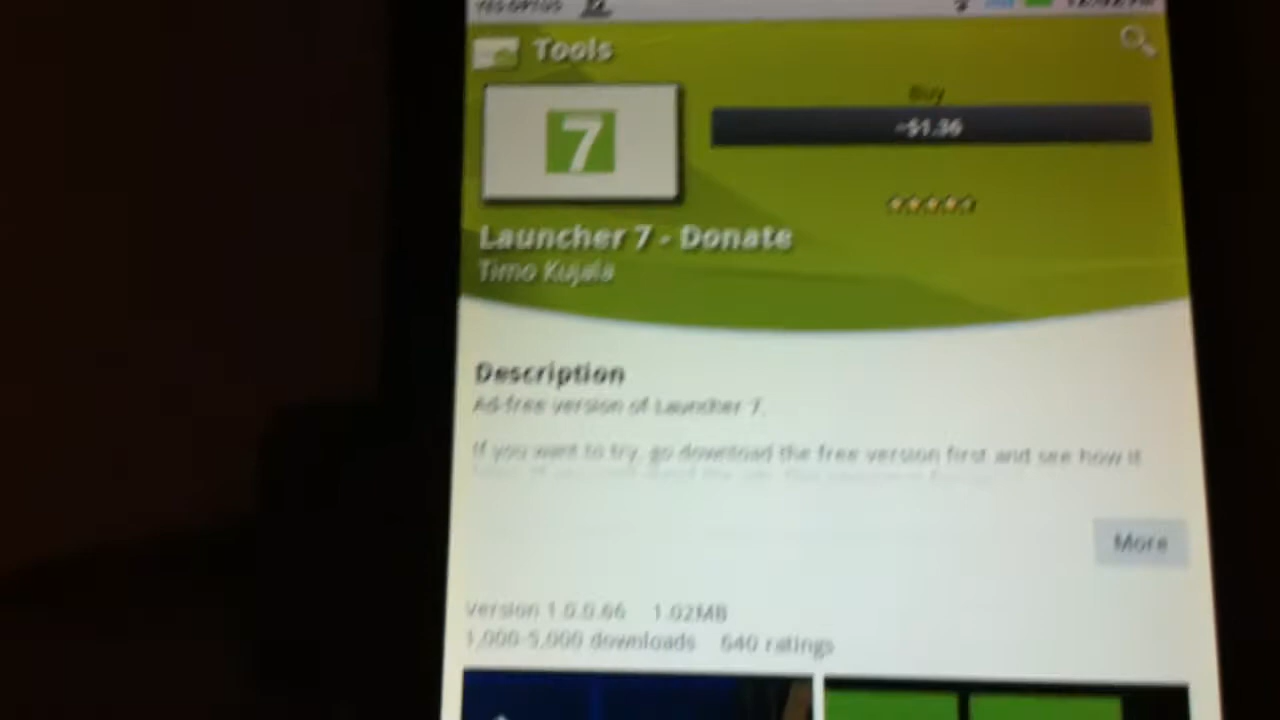 YES OPTUS
Tools
Buy
~$1.36
7
Launcher 7 - Donate
Timo Kujala
Description
Ad-free version of Launcher 7.
If you want to try, go download the free version first and see how it
More
Version 1.0.0.66 1.02MB
1,000-5,000 downloads 640 ratings